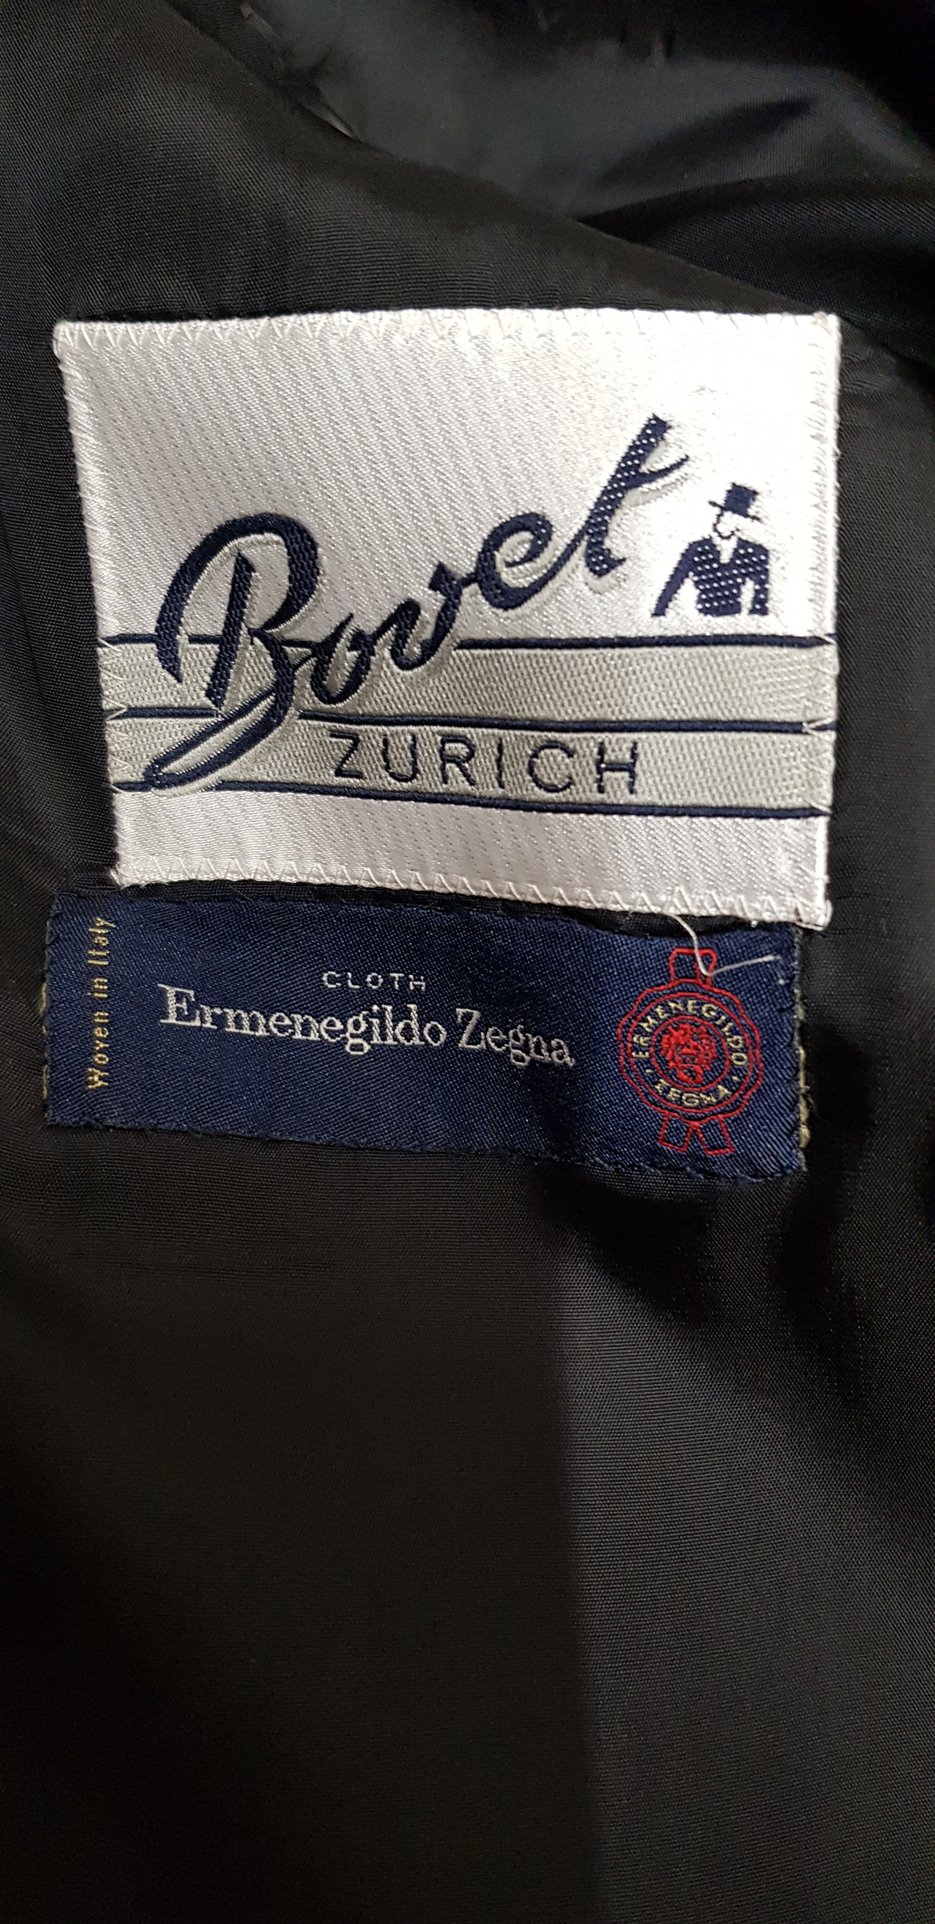 Bovet
ZURICH
Woven in Italy
CLOTH
Ermenegildo Zegna
ERMENEGILDO
ZEGNA